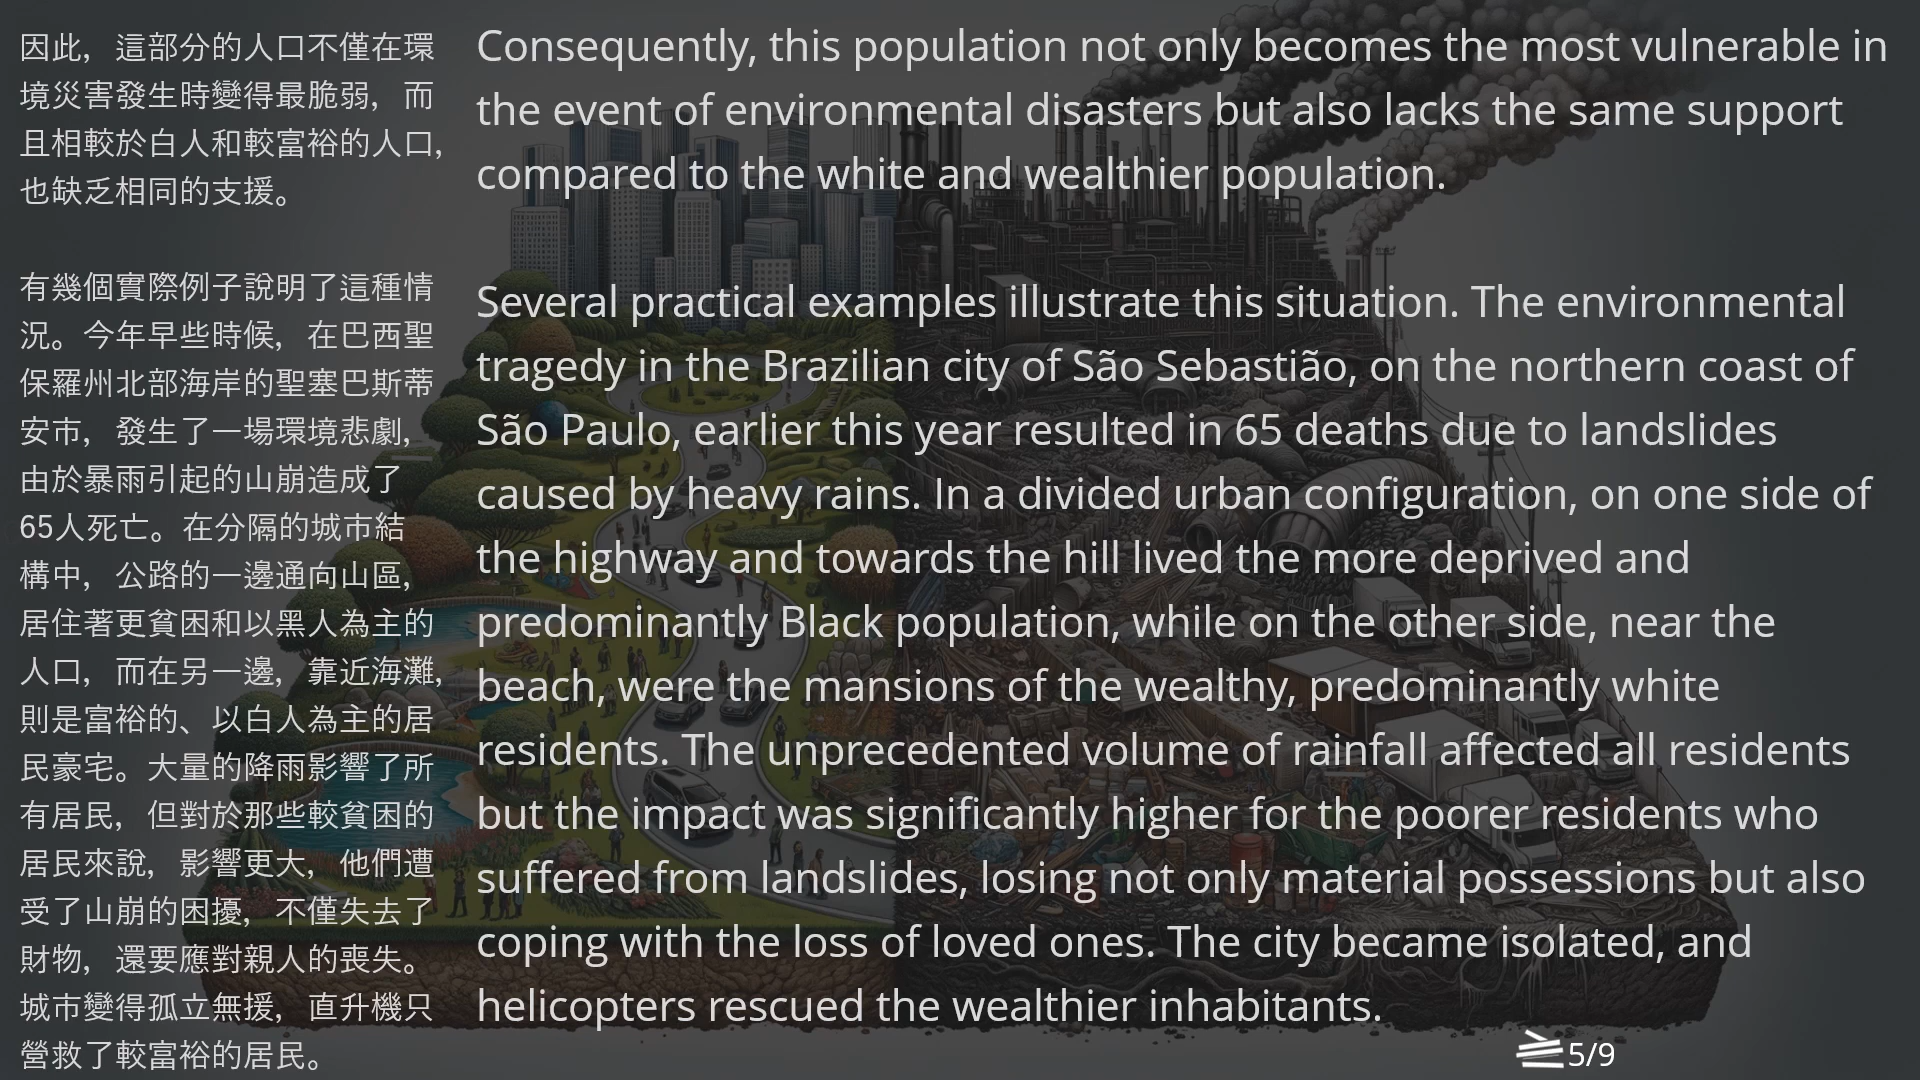 因此，這部分的人口不僅在環
境災害發生時變得最脆弱，而
且相較於白人和較富裕的人口，
也缺乏相同的支援。
有幾個實際例子說明了這種情
況。今年早些時候，在巴西聖
保羅州北部海岸的聖塞巴斯蒂
安市，發生了一場環境悲劇，
由於暴雨引起的山崩造成了
65人死亡。在分隔的城市結
構中，公路的一邊通向山區，
居住著更貧困和以黑人為主的
人口，而在另一邊，靠近海灘，
則是富裕的、以白人為主的居
民豪宅。大量的降雨影響了所
有居民，但對於那些較貧困的
居民來說，影響更大，他們遭
受了山崩的困擾，不僅失去了
財物，還要應對親人的喪失。
城市變得孤立無援，直升機只
營救了較富裕的居民。
Consequently, this population not only becomes the most vulnerable in
the event of environmental disasters but also lacks the same support
compared to the white and wealthier population.
Several practical examples illustrate this situation. The environmental
tragedy in the Brazilian city of São Sebastião, on the northern coast of
São Paulo, earlier this year resulted in 65 deaths due to landslides
caused by heavy rains. In a divided urban configuration, on one side of
the highway and towards the hill lived the more deprived and
predominantly Black population, while on the other side, near the
beach, were the mansions of the wealthy, predominantly white
residents. The unprecedented volume of rainfall affected all residents
but the impact was significantly higher for the poorer residents who
suffered from landslides, losing not only material possessions but also
coping with the loss of loved ones. The city became isolated, and
helicopters rescued the wealthier inhabitants.
5/9